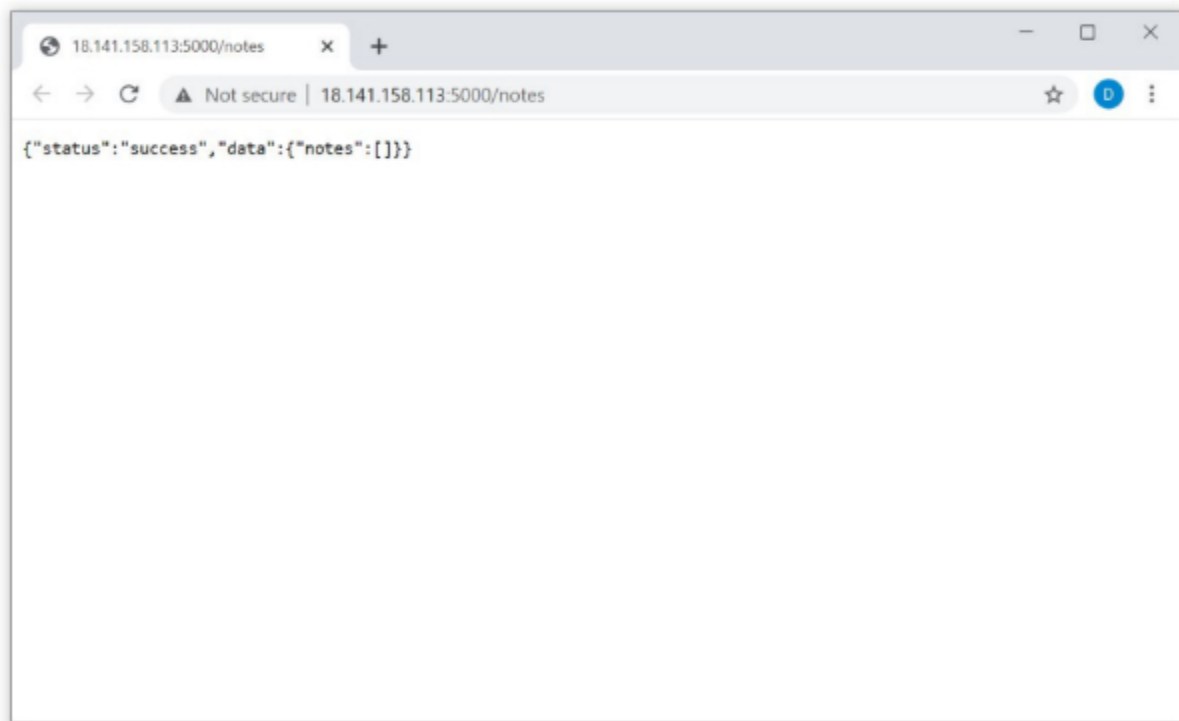 18.141.158.113:5000/notes
Not secure | 18.141.158.113:5000/notes
D
{"status":"success","data":{"notes":[]}}